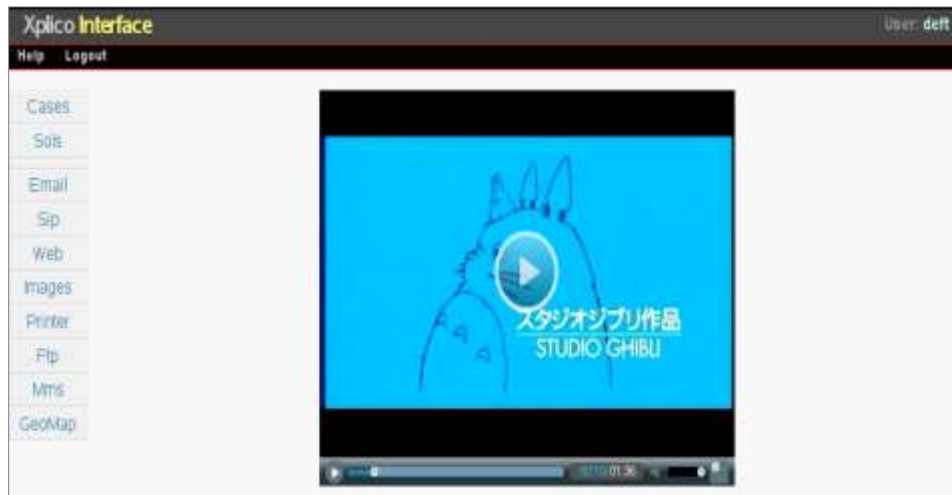 Xplico Interface
User: deft
Help Logout
Cases
Sols
Email
Sip
Web
Images
Printer
Ftp
Mms
GeoMap
スタジオジブリ作品
STUDIO GHIBLI
01:36